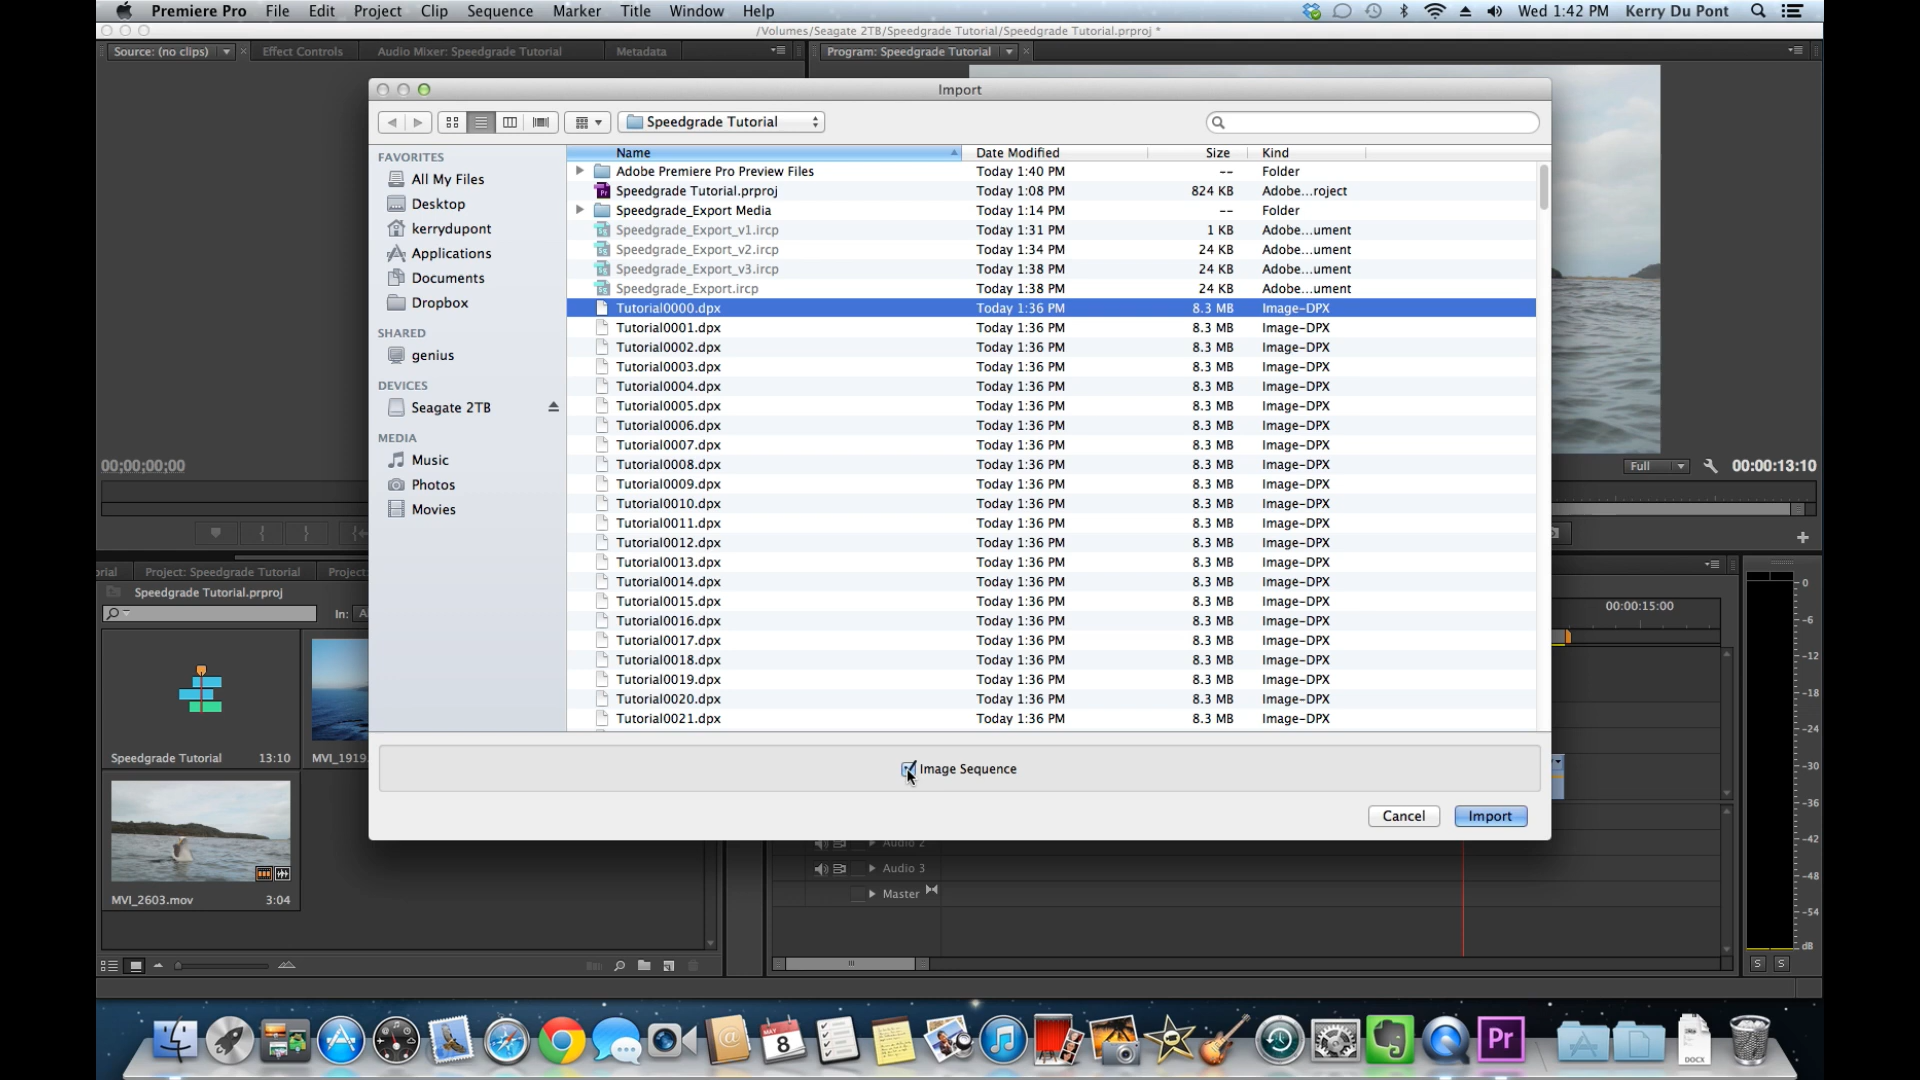 Premiere Pro File Edit Project Clip Sequence Marker Title Window Help Wed 1:42 PM Kerry Du Pont
/Volumes/Seagate 2TB/Speedgrade Tutorial/Speedgrade Tutorial.prproj *
Source: (no clips) Effect Controls Audio Mixer: Speedgrade Tutorial Metadata Program: Speedgrade Tutorial
Import
Speedgrade Tutorial
Name Date Modified Size Kind
FAVORITES
All My Files
Desktop
kerrydupont
Applications
Documents
Dropbox
SHARED
genius
DEVICES
Seagate 2TB
MEDIA
Music
Photos
Movies
Adobe Premiere Pro Preview Files Today 1:40 PM -- Folder
Speedgrade Tutorial.prproj Today 1:08 PM 824 KB Adobe...roject
Speedgrade_Export Media Today 1:14 PM -- Folder
Speedgrade_Export_v1.ircp Today 1:31 PM 1 KB Adobe...ument
Speedgrade_Export_v2.ircp Today 1:34 PM 24 KB Adobe...ument
Speedgrade_Export_v3.ircp Today 1:38 PM 24 KB Adobe...ument
Speedgrade_Export.ircp Today 1:38 PM 24 KB Adobe...ument
Tutorial0000.dpx Today 1:36 PM 8.3 MB Image-DPX
Tutorial0001.dpx Today 1:36 PM 8.3 MB Image-DPX
Tutorial0002.dpx Today 1:36 PM 8.3 MB Image-DPX
Tutorial0003.dpx Today 1:36 PM 8.3 MB Image-DPX
Tutorial0004.dpx Today 1:36 PM 8.3 MB Image-DPX
Tutorial0005.dpx Today 1:36 PM 8.3 MB Image-DPX
Tutorial0006.dpx Today 1:36 PM 8.3 MB Image-DPX
Tutorial0007.dpx Today 1:36 PM 8.3 MB Image-DPX
Tutorial0008.dpx Today 1:36 PM 8.3 MB Image-DPX
Tutorial0009.dpx Today 1:36 PM 8.3 MB Image-DPX
Tutorial0010.dpx Today 1:36 PM 8.3 MB Image-DPX
Tutorial0011.dpx Today 1:36 PM 8.3 MB Image-DPX
Tutorial0012.dpx Today 1:36 PM 8.3 MB Image-DPX
Tutorial0013.dpx Today 1:36 PM 8.3 MB Image-DPX
Tutorial0014.dpx Today 1:36 PM 8.3 MB Image-DPX
Tutorial0015.dpx Today 1:36 PM 8.3 MB Image-DPX
Tutorial0016.dpx Today 1:36 PM 8.3 MB Image-DPX
Tutorial0017.dpx Today 1:36 PM 8.3 MB Image-DPX
Tutorial0018.dpx Today 1:36 PM 8.3 MB Image-DPX
Tutorial0019.dpx Today 1:36 PM 8.3 MB Image-DPX
Tutorial0020.dpx Today 1:36 PM 8.3 MB Image-DPX
Tutorial0021.dpx Today 1:36 PM 8.3 MB Image-DPX
Image Sequence
Cancel Import
00;00;00;00
Full 00:00:13:10
orial Project: Speedgrade Tutorial Project:
Speedgrade Tutorial.prproj
In: A
Speedgrade Tutorial 13:10 MVI_1919
MVI_2603.mov 3:04
00:00:15:00
Audio 2
Audio 3
Master
0
-6
-12
-18
-24
-30
-36
-42
-48
-54
dB
S S
MAY
8
Pr
DOCX